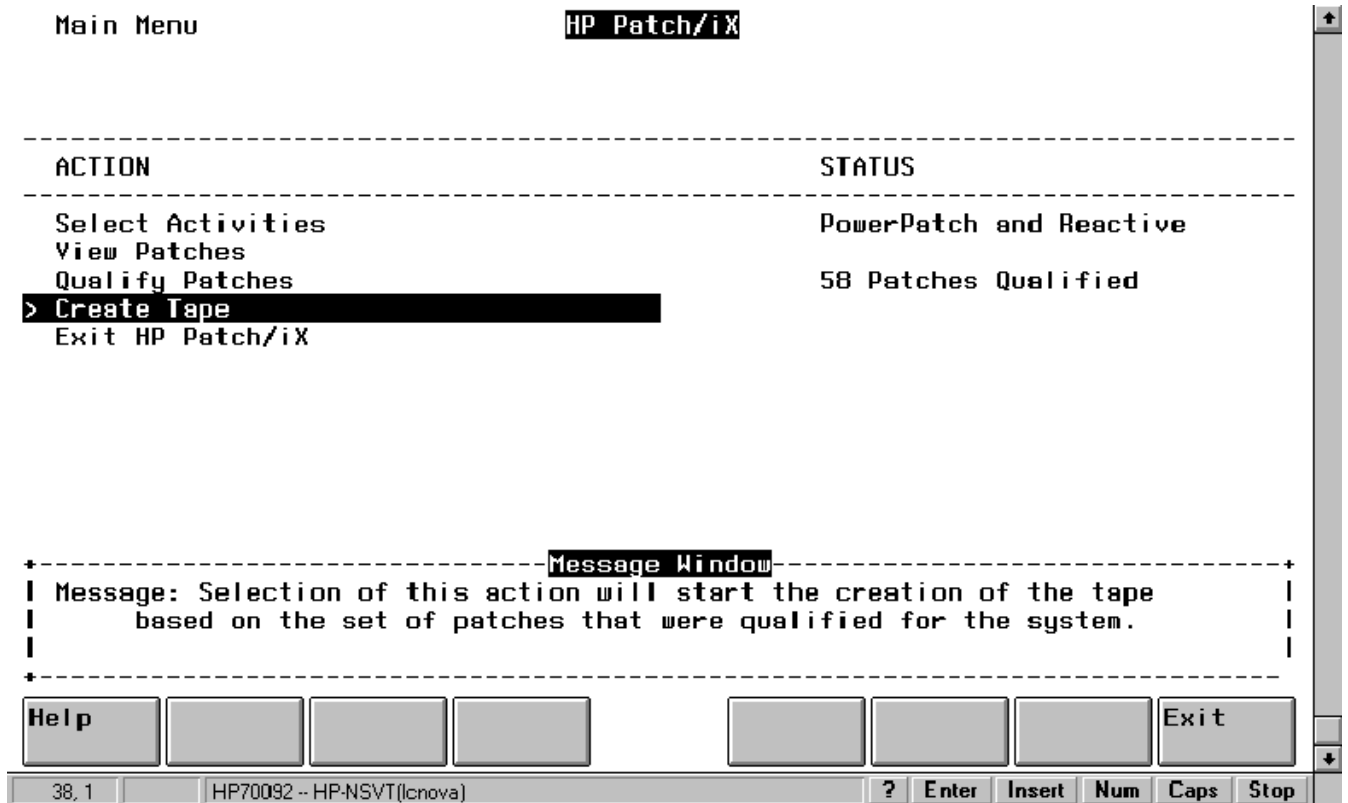 Main Menu HP Patch/iX
ACTION STATUS
Select Activities PowerPatch and Reactive
View Patches
Qualify Patches 58 Patches Qualified
> Create Tape
Exit HP Patch/iX
Message Window
Message: Selection of this action will start the creation of the tape
based on the set of patches that were qualified for the system.
Help Exit
38, 1 HP70092 -- HP-NSVT(lcnova) ? Enter Insert Num Caps Stop